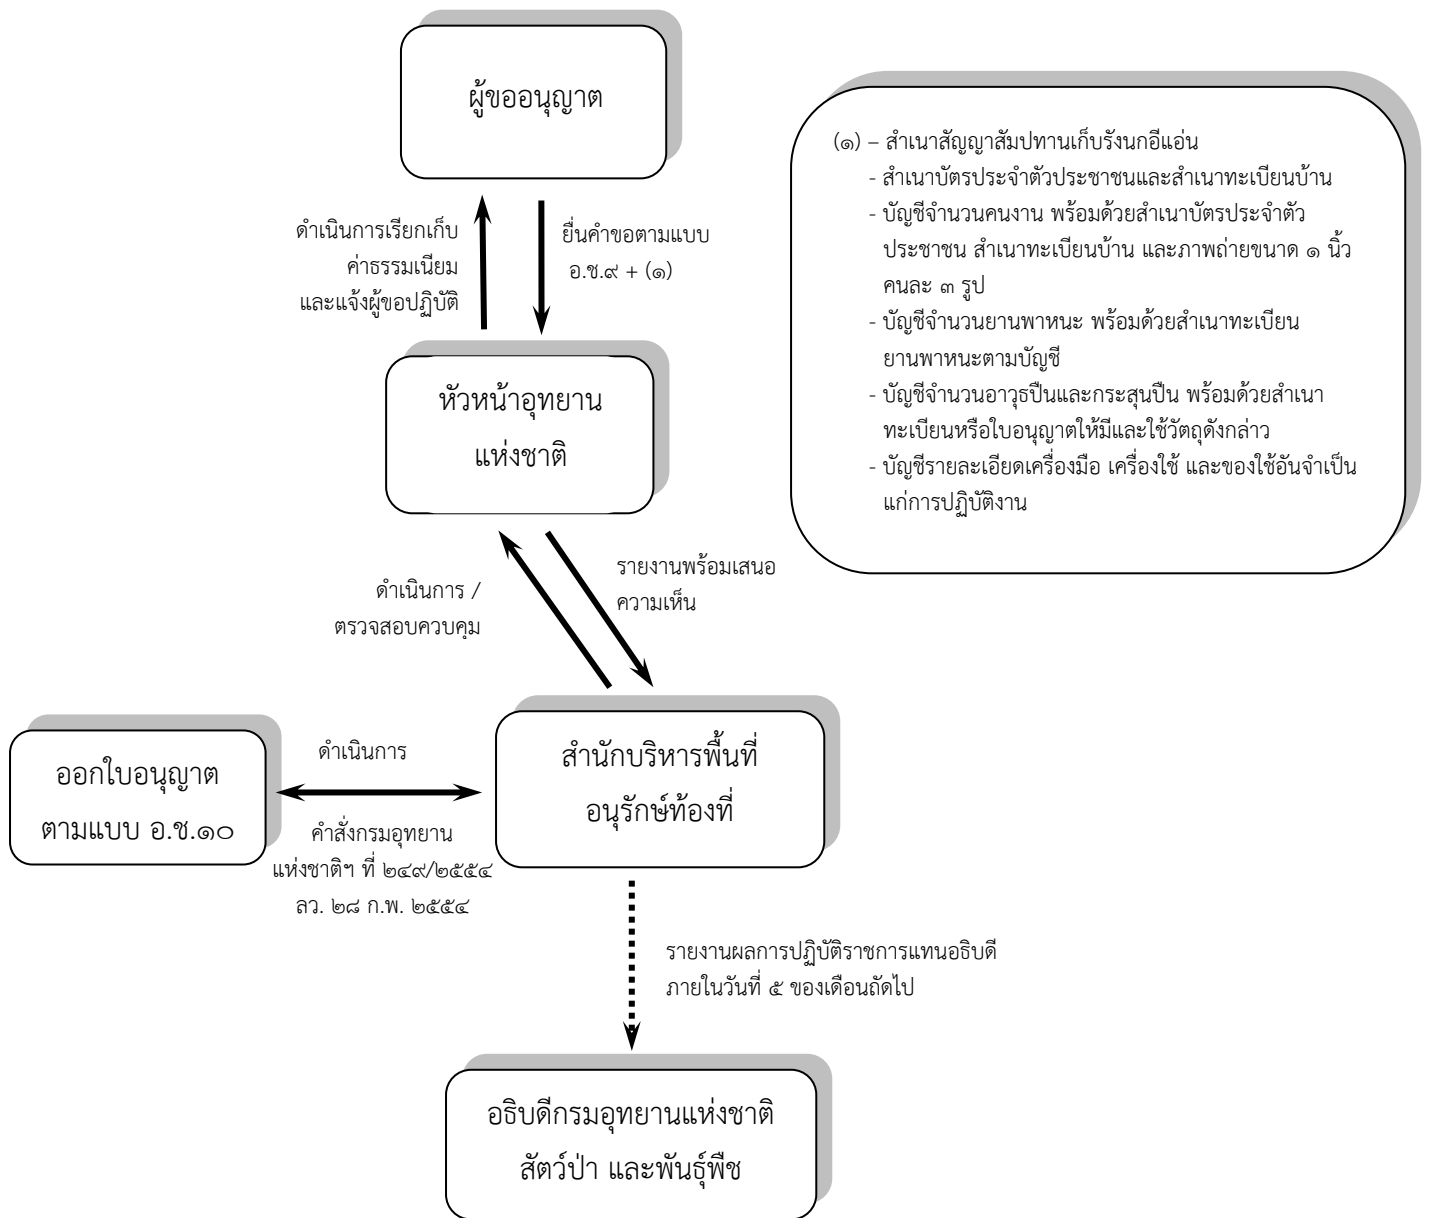 ผู้ขออนุญาต
(๑) – สำเนาสัญญาสัมปทานเก็บรังนกอีแอ่น
- สำเนาบัตรประจำตัวประชาชนและสำเนาทะเบียนบ้าน
- บัญชีจำนวนคนงาน พร้อมด้วยสำเนาบัตรประจำตัว
ประชาชน สำเนาทะเบียนบ้าน และภาพถ่ายขนาด ๑ นิ้ว
คนละ ๓ รูป
- บัญชีจำนวนยานพาหนะ พร้อมด้วยสำเนาทะเบียน
ยานพาหนะตามบัญชี
- บัญชีจำนวนอาวุธปืนและกระสุนปืน พร้อมด้วยสำเนา
ทะเบียนหรือใบอนุญาตให้มีและใช้วัตถุดังกล่าว
- บัญชีรายละเอียดเครื่องมือ เครื่องใช้ และของใช้อันจำเป็น
แก่การปฏิบัติงาน
ดำเนินการเรียกเก็บ
ค่าธรรมเนียม
และแจ้งผู้ขอปฏิบัติ
ยื่นคำขอตามแบบ
อ.ช.๙ + (๑)
หัวหน้าอุทยาน
แห่งชาติ
ดำเนินการ /
ตรวจสอบควบคุม
รายงานพร้อมเสนอ
ความเห็น
ออกใบอนุญาต
ตามแบบ อ.ช.๑๐
ดำเนินการ
คำสั่งกรมอุทยาน
แห่งชาติฯ ที่ ๒๔๙/๒๕๕๔
ลว. ๒๘ ก.พ. ๒๕๕๔
สำนักบริหารพื้นที่
อนุรักษ์ท้องที่
รายงานผลการปฏิบัติราชการแทนอธิบดี
ภายในวันที่ ๕ ของเดือนถัดไป
อธิบดีกรมอุทยานแห่งชาติ
สัตว์ป่า และพันธุ์พืช